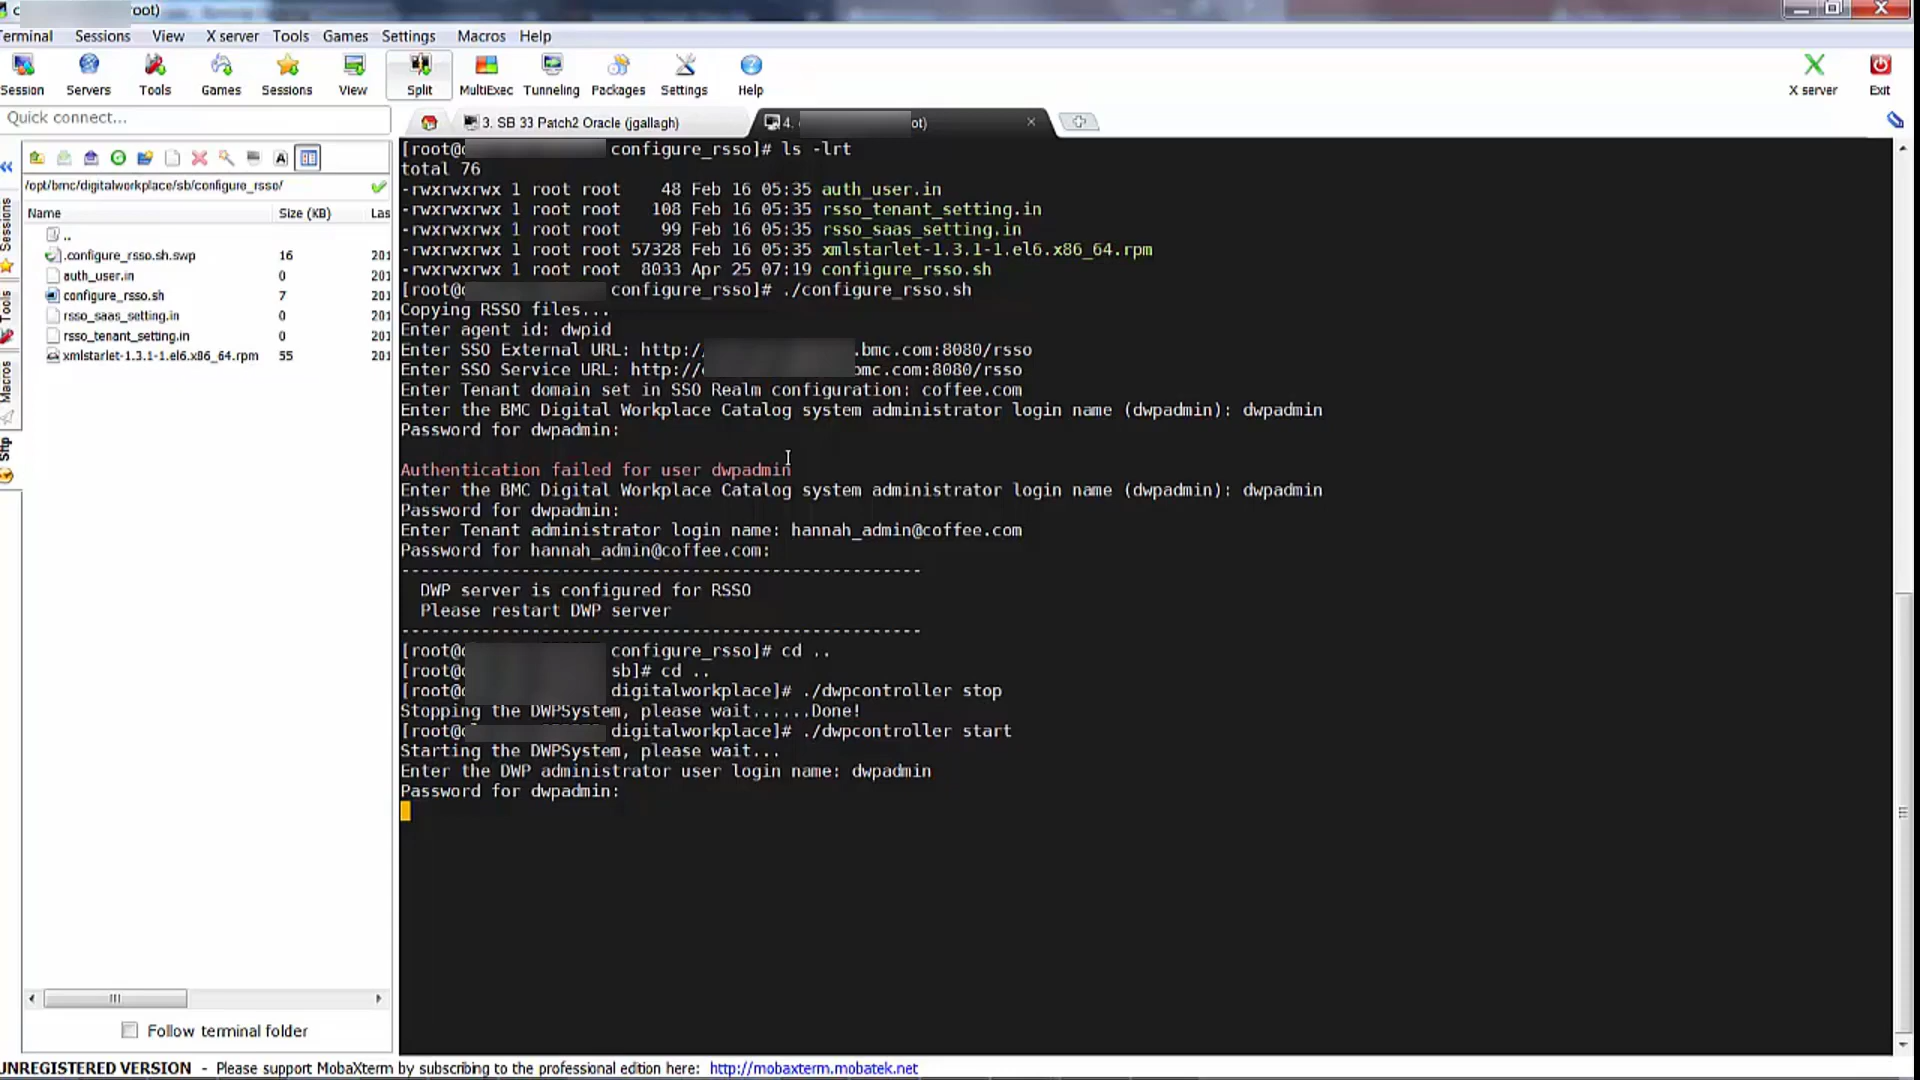 root)
Terminal Sessions View X server Tools Games Settings Macros Help
Session Servers Tools Games Sessions View Split MultiExec Tunneling Packages Settings Help X server Exit
Quick connect...
3. SB 33 Patch2 Oracle (jgallagh)
4. ot)
/opt/bmc/digitalworkplace/sb/configure_rsso/
Name Size (KB) Las
..
.configure_rsso.sh.swp 16 201
auth_user.in 0 201
configure_rsso.sh 7 201
rsso_saas_setting.in 0 201
rsso_tenant_setting.in 0 201
xmlstarlet-1.3.1-1.el6.x86_64.rpm 55 201
Sessions
Tools
Macros
Sftp
Follow terminal folder
[root@ configure_rsso]# ls -lrt
total 76
-rwxrwxrwx 1 root root 48 Feb 16 05:35 auth_user.in
-rwxrwxrwx 1 root root 108 Feb 16 05:35 rsso_tenant_setting.in
-rwxrwxrwx 1 root root 99 Feb 16 05:35 rsso_saas_setting.in
-rwxrwxrwx 1 root root 57328 Feb 16 05:35 xmlstarlet-1.3.1-1.el6.x86_64.rpm
-rwxrwxrwx 1 root root 8033 Apr 25 07:19 configure_rsso.sh
[root@ configure_rsso]# ./configure_rsso.sh
Copying RSSO files...
Enter agent id: dwpid
Enter SSO External URL: http:// .bmc.com:8080/rsso
Enter SSO Service URL: http:// bmc.com:8080/rsso
Enter Tenant domain set in SSO Realm configuration: coffee.com
Enter the BMC Digital Workplace Catalog system administrator login name (dwpadmin): dwpadmin
Password for dwpadmin:
Authentication failed for user dwpadmin
Enter the BMC Digital Workplace Catalog system administrator login name (dwpadmin): dwpadmin
Password for dwpadmin:
Enter Tenant administrator login name: hannah_admin@coffee.com
Password for hannah_admin@coffee.com:
----------------------------------------------------
DWP server is configured for RSSO
Please restart DWP server
----------------------------------------------------
[root@ configure_rsso]# cd ..
[root@ sb]# cd ..
[root@ digitalworkplace]# ./dwpcontroller stop
Stopping the DWPSystem, please wait......Done!
[root@ digitalworkplace]# ./dwpcontroller start
Starting the DWPSystem, please wait...
Enter the DWP administrator user login name: dwpadmin
Password for dwpadmin:
UNREGISTERED VERSION - Please support MobaXterm by subscribing to the professional edition here: http://mobaxterm.mobatek.net